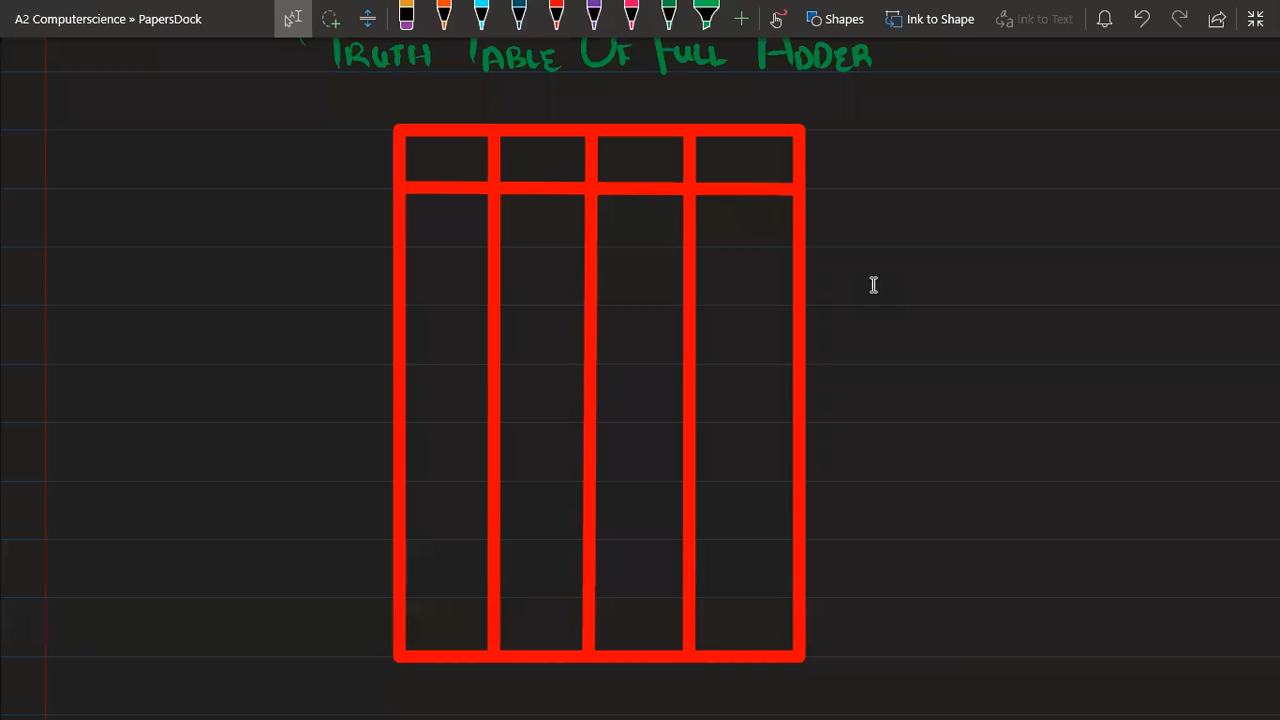 A2 Computerscience » PapersDock
Shapes
Ink to Shape
Ink to Text
TRUTH TABLE OF FULL ADDER